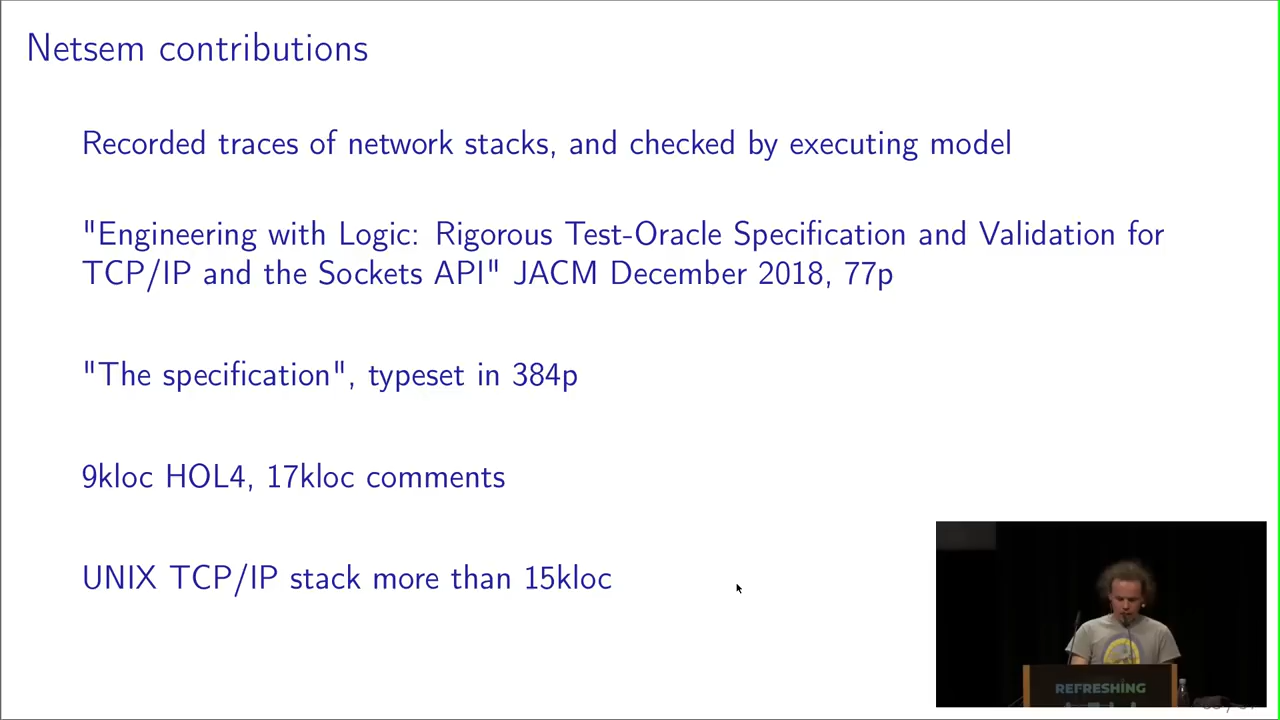 Netsem contributions
Recorded traces of network stacks, and checked by executing model
"Engineering with Logic: Rigorous Test-Oracle Specification and Validation for
TCP/IP and the Sockets API" JACM December 2018, 77p
"The specification", typeset in 384p
9kloc HOL4, 17kloc comments
UNIX TCP/IP stack more than 15kloc
REFRESHING